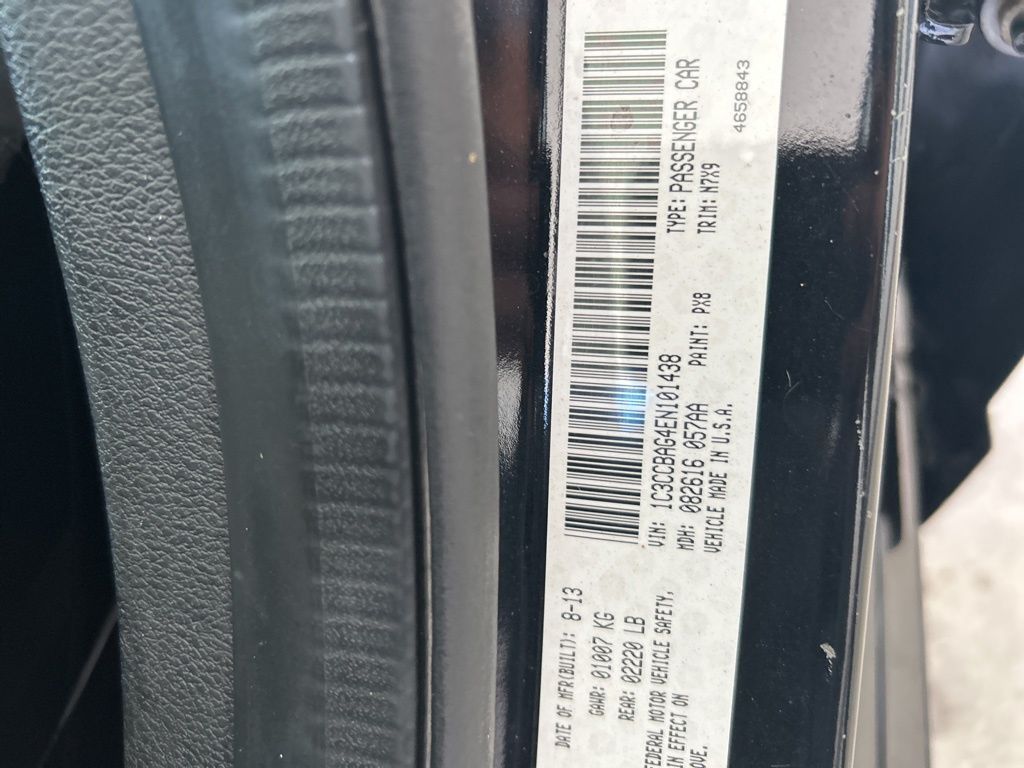 DATE OF MFR(BUILT): 8-13
GAWR: 01007 KG
REAR: 02220 LB
FEDERAL MOTOR VEHICLE SAFETY,
IN EFFECT ON
OVE.
VIN: 1C3CCBAG4EN101438
TYPE: PASSENGER CAR
MDH: 082616 057AA
PAINT: PX8
TRIM: N7X9
VEHICLE MADE IN U.S.A.
4658843